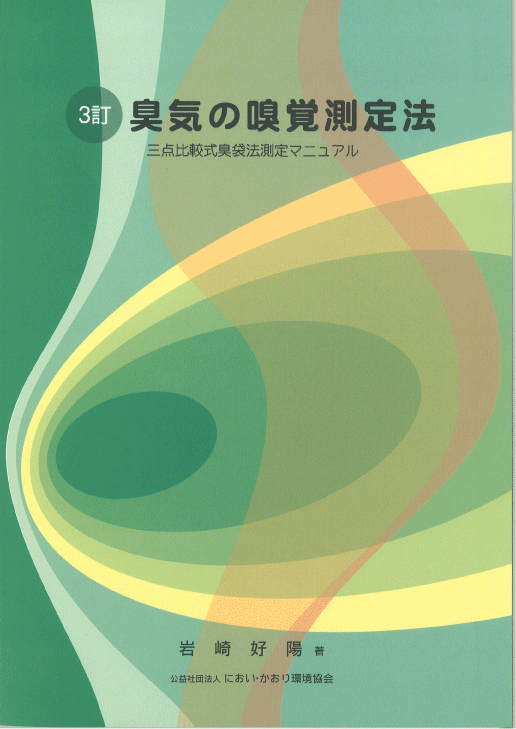 3訂 臭気の嗅覚測定法
三点比較式臭袋法測定マニュアル
岩崎好陽 著
公益社団法人 におい・かおり環境協会